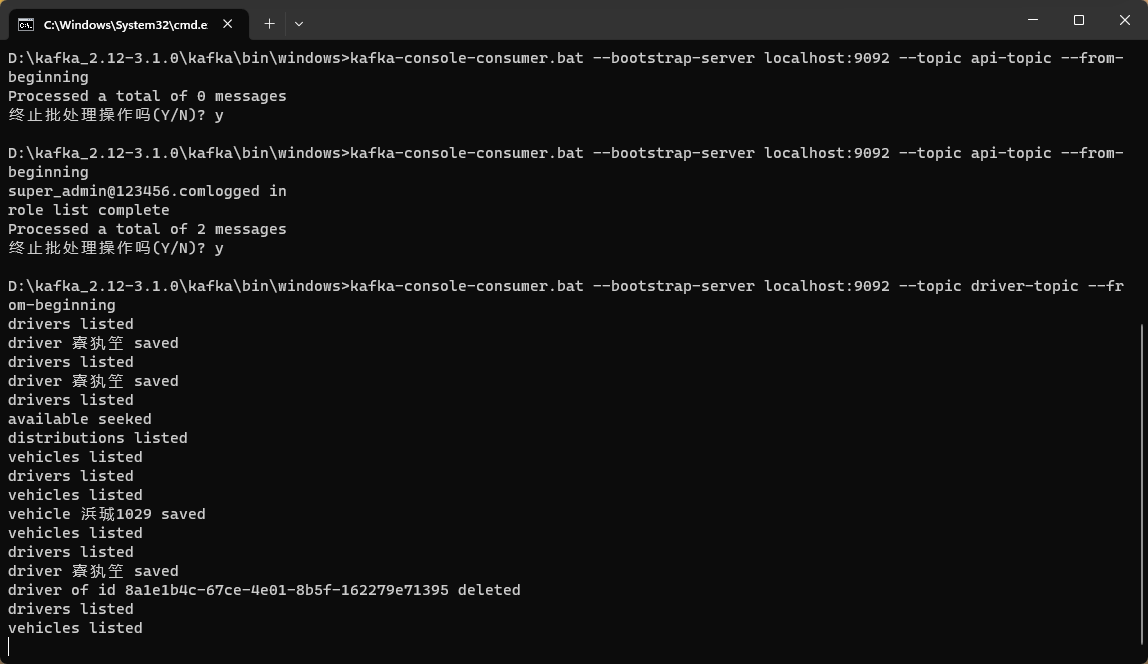 C:\Windows\System32\cmd.e
D:\kafka_2.12-3.1.0\kafka\bin\windows>kafka-console-consumer.bat --bootstrap-server localhost:9092 --topic api-topic --from-
beginning
Processed a total of 0 messages
终止批处理操作吗(Y/N)? y
D:\kafka_2.12-3.1.0\kafka\bin\windows>kafka-console-consumer.bat --bootstrap-server localhost:9092 --topic api-topic --from-
beginning
super_admin@123456.comlogged in
role list complete
Processed a total of 2 messages
终止批处理操作吗(Y/N)? y
D:\kafka_2.12-3.1.0\kafka\bin\windows>kafka-console-consumer.bat --bootstrap-server localhost:9092 --topic driver-topic --fr
om-beginning
drivers listed
driver 寮犱笁 saved
drivers listed
driver 寮犱笁 saved
drivers listed
available seeked
distributions listed
vehicles listed
drivers listed
vehicles listed
vehicle 浜珹1029 saved
vehicles listed
drivers listed
driver 寮犱笁 saved
driver of id 8a1e1b4c-67ce-4e01-8b5f-162279e71395 deleted
drivers listed
vehicles listed